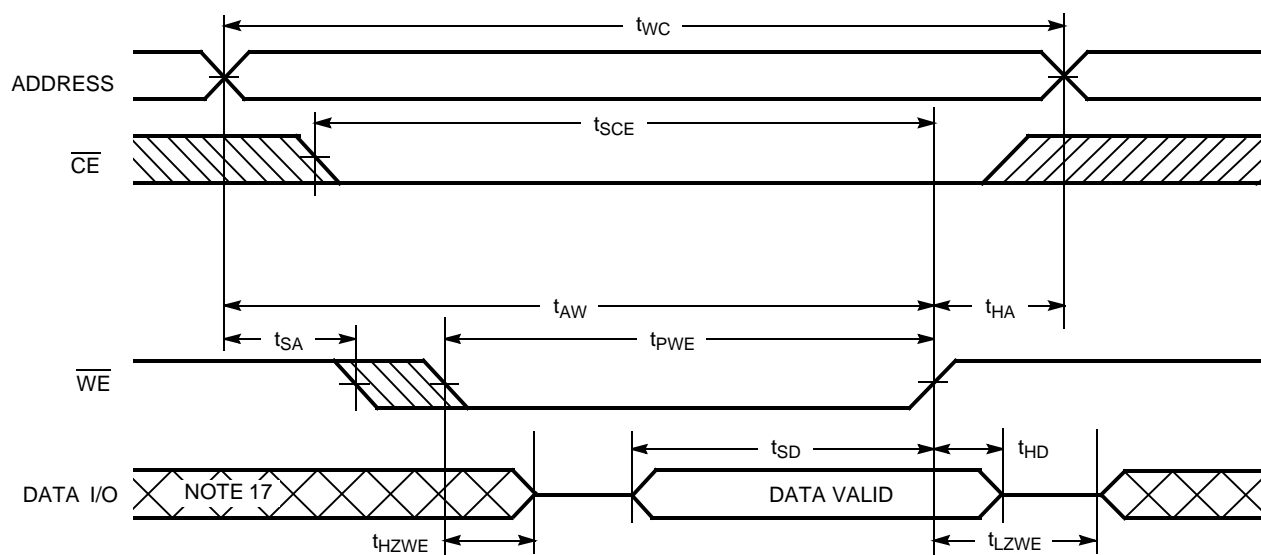 tWC
ADDRESS
tSCE
CE
tAW
tHA
tSA
tPWE
WE
tSD
tHD
DATA I/O
NOTE 17
DATA VALID
tHZWE
tLZWE